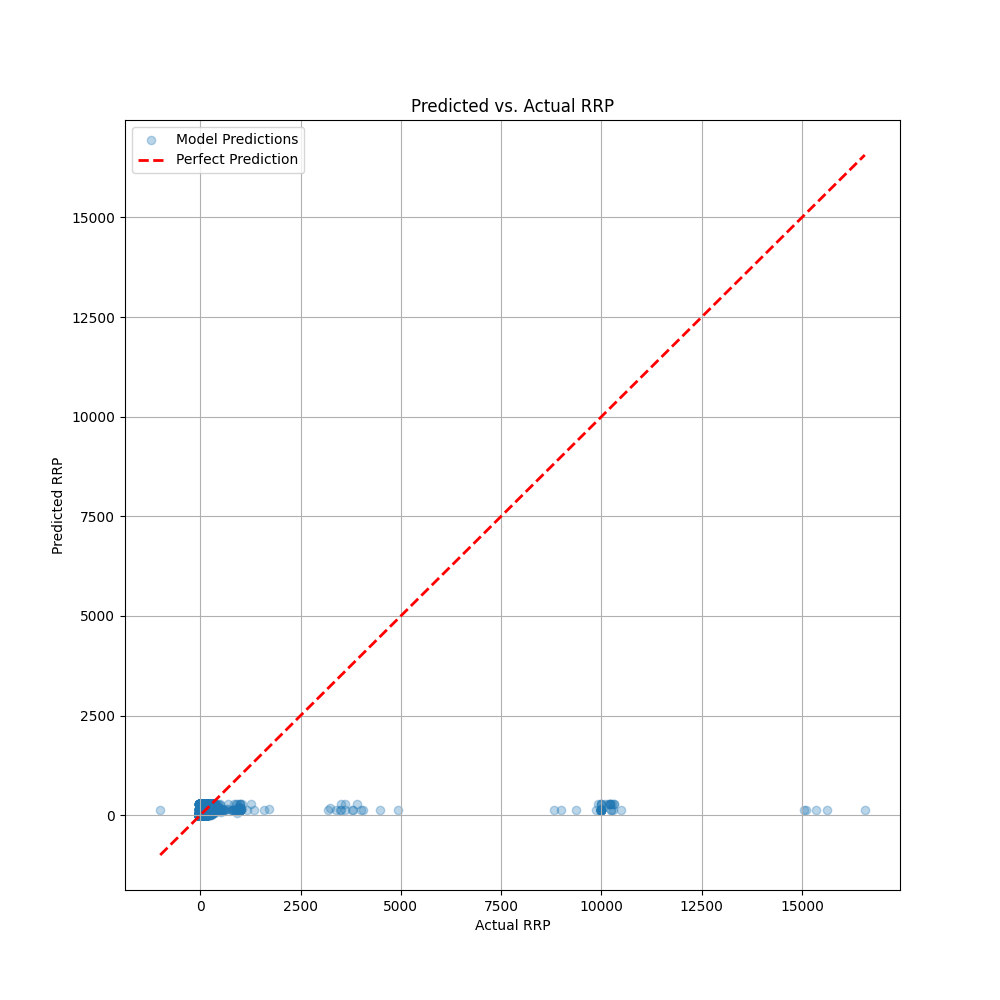 Predicted vs. Actual RRP
Model Predictions
Perfect Prediction
15000
12500
10000
7500
5000
2500
0
Predicted RRP
0 2500 5000 7500 10000 12500 15000
Actual RRP